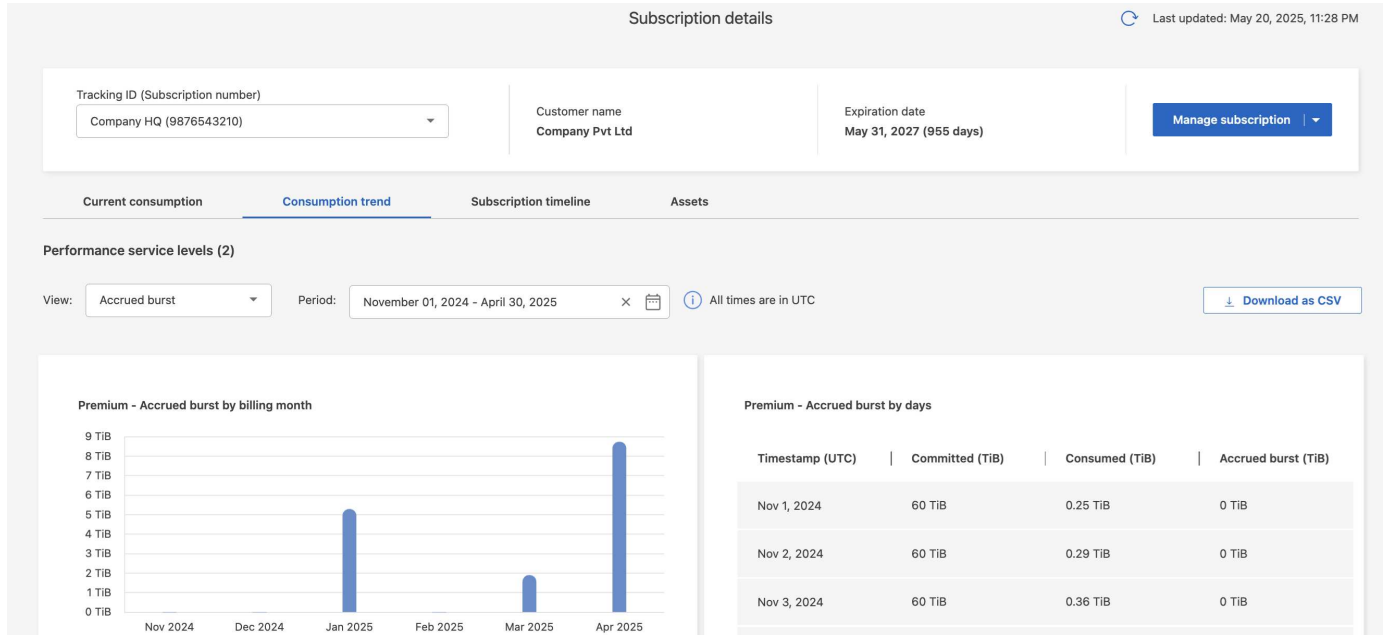 Subscription details
Last updated: May 20, 2025, 11:28 PM
Tracking ID (Subscription number)
Company HQ (9876543210)
Customer name
Company Pvt Ltd
Expiration date
May 31, 2027 (955 days)
Manage subscription
Current consumption
Consumption trend
Subscription timeline
Assets
Performance service levels (2)
View:
Accrued burst
Period:
November 01, 2024 - April 30, 2025
All times are in UTC
Download as CSV
Premium - Accrued burst by billing month
9 TiB
8 TiB
7 TiB
6 TiB
5 TiB
4 TiB
3 TiB
2 TiB
1 TiB
0 TiB
Nov 2024 Dec 2024 Jan 2025 Feb 2025 Mar 2025 Apr 2025
Premium - Accrued burst by days
Timestamp (UTC) Committed (TiB) Consumed (TiB) Accrued burst (TiB)
Nov 1, 2024 60 TiB 0.25 TiB 0 TiB
Nov 2, 2024 60 TiB 0.29 TiB 0 TiB
Nov 3, 2024 60 TiB 0.36 TiB 0 TiB